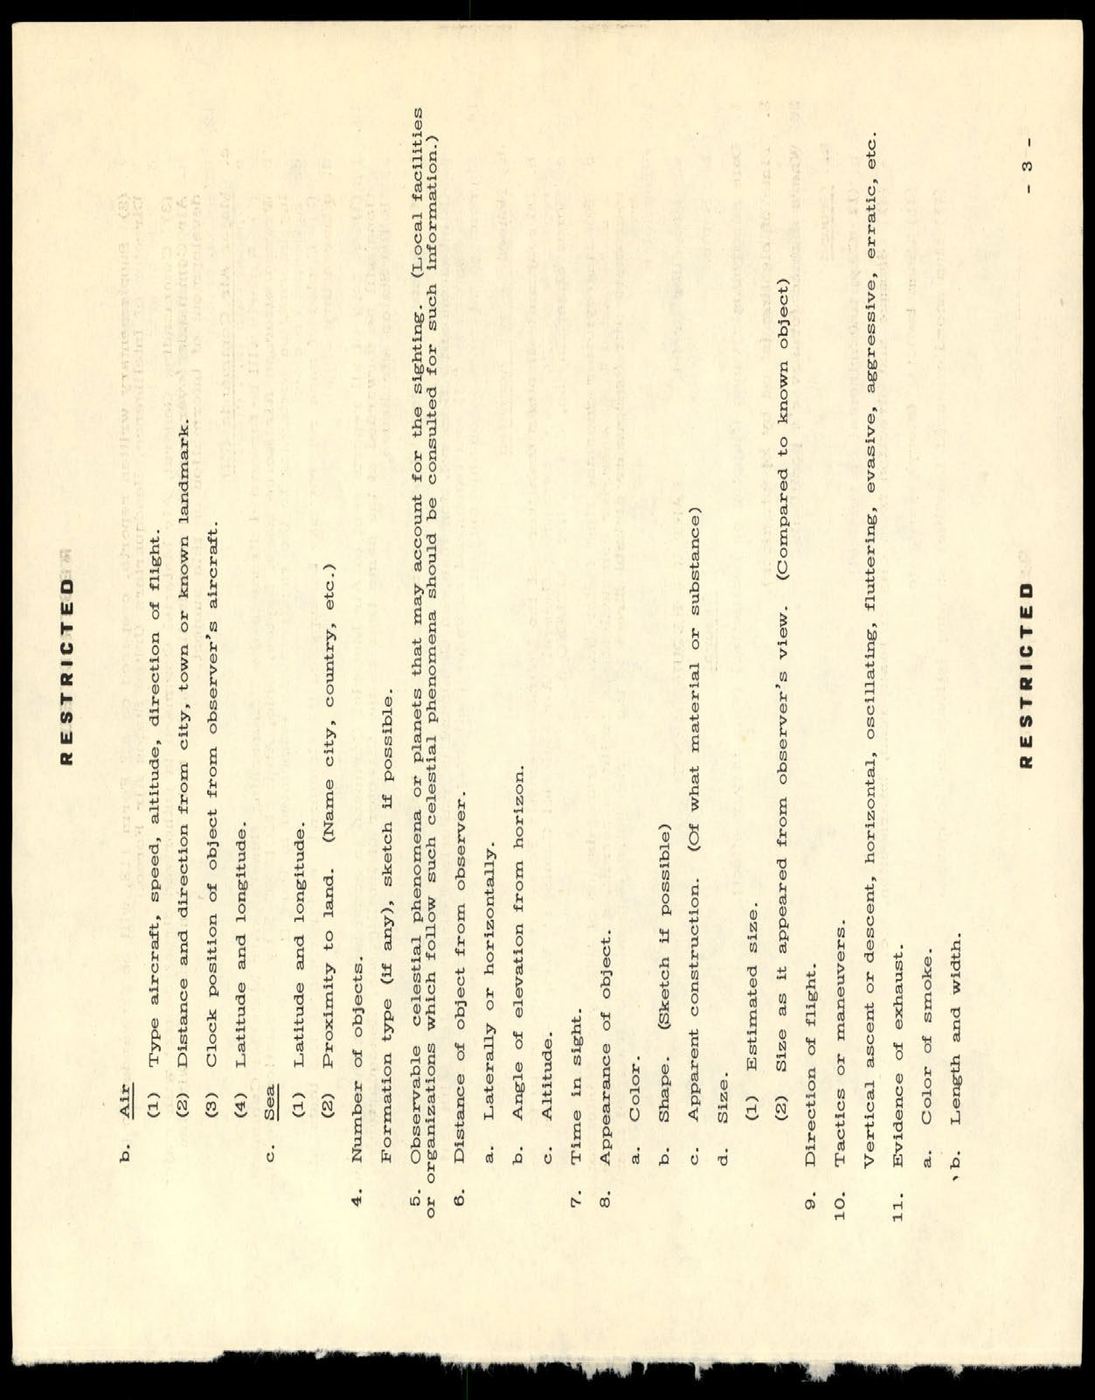 RESTRICTED
b. Air
(1) Type aircraft, speed, altitude, direction of flight.
(2) Distance and direction from city, town or known landmark.
(3) Clock position of object from observer's aircraft.
(4) Latitude and longitude.
c. Sea
(1) Latitude and longitude.
(2) Proximity to land. (Name city, country, etc.)
4. Number of objects.
Formation type (if any), sketch if possible.
5. Observable celestial phenomena or planets that may account for the sighting. (Local facilities
or organizations which follow such celestial phenomena should be consulted for such information.)
6. Distance of object from observer.
a. Laterally or horizontally.
b. Angle of elevation from horizon.
c. Altitude.
7. Time in sight.
8. Appearance of object.
a. Color.
b. Shape. (Sketch if possible)
c. Apparent construction. (Of what material or substance)
d. Size.
(1) Estimated size.
(2) Size as it appeared from observer's view. (Compared to known object)
9. Direction of flight.
10. Tactics or maneuvers.
Vertical ascent or descent, horizontal, oscillating, fluttering, evasive, aggressive, erratic, etc.
11. Evidence of exhaust.
a. Color of smoke.
b. Length and width.
RESTRICTED
- 3 -